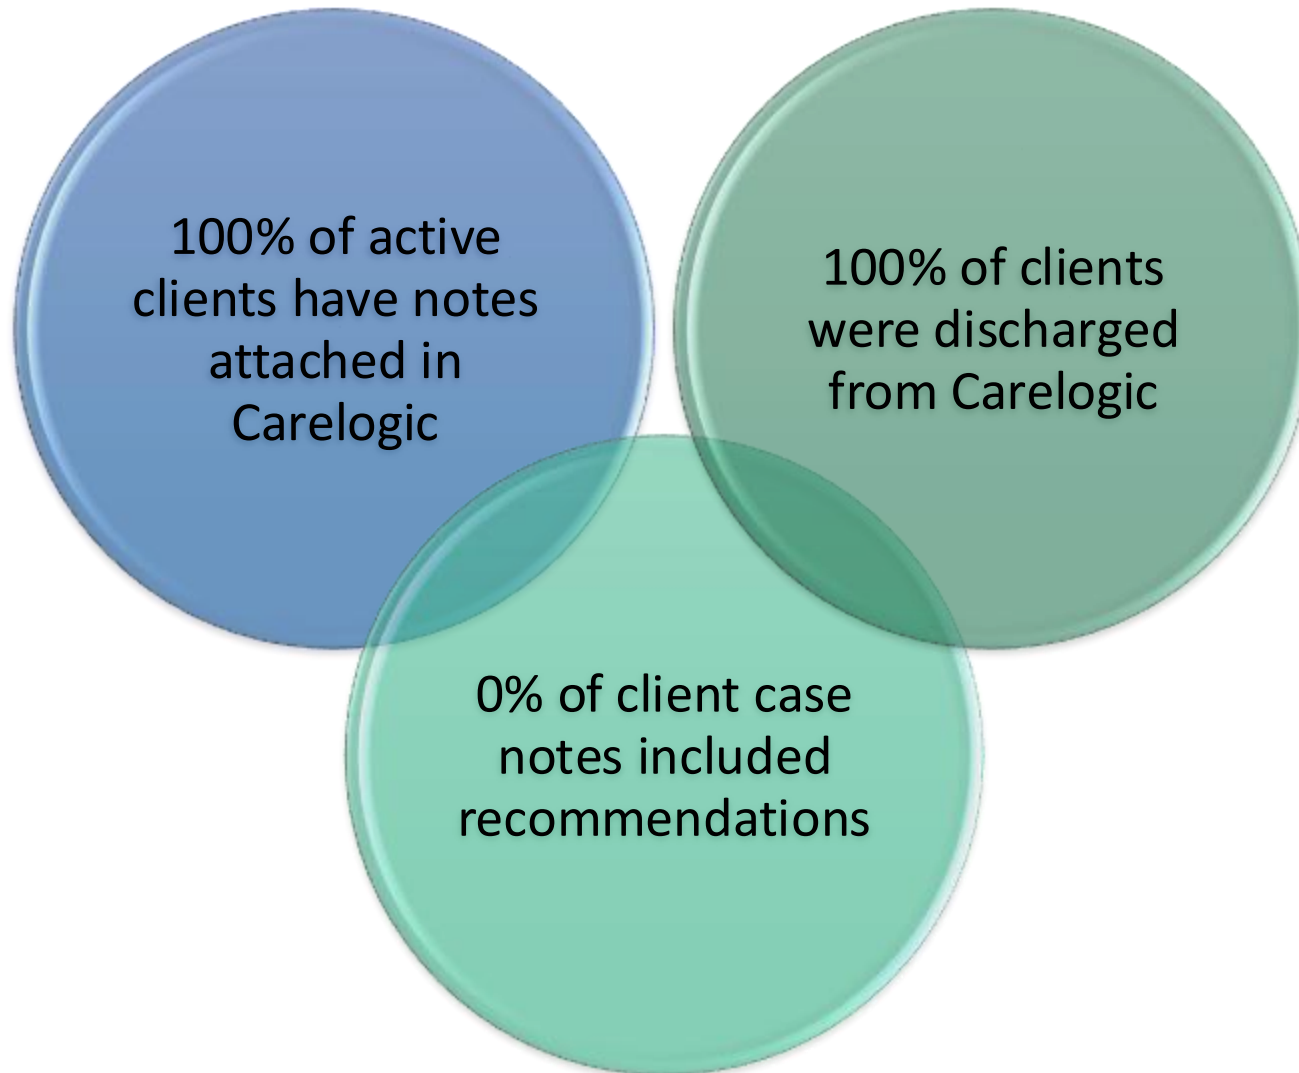 100% of active
clients have notes
attached in
Carelogic
100% of clients
were discharged
from Carelogic
0% of client case
notes included
recommendations